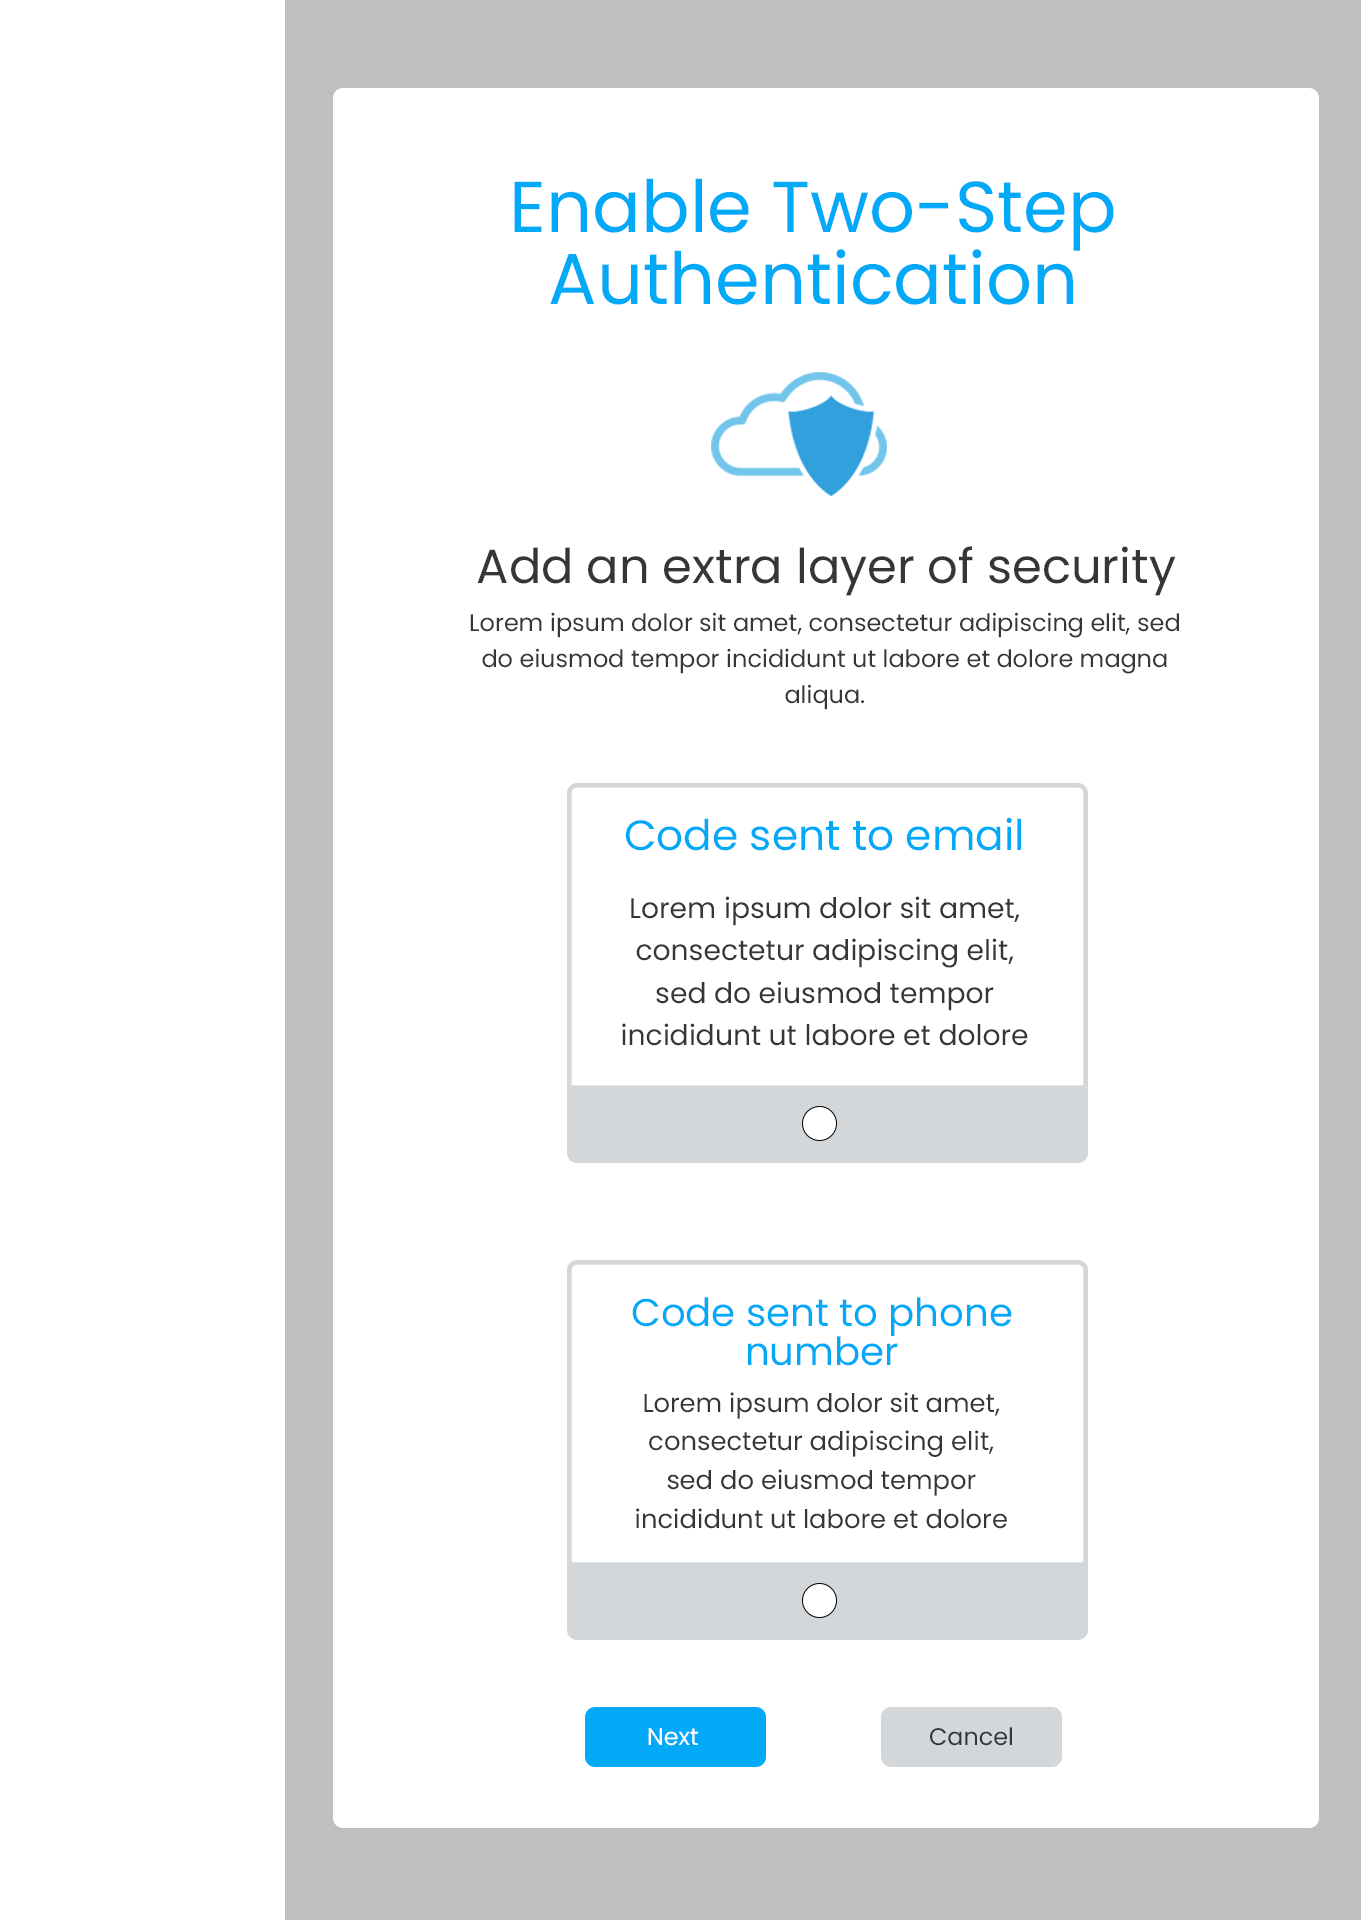 Enable Two-Step
Authentication
Add an extra layer of security
Lorem ipsum dolor sit amet, consectetur adipiscing elit, sed
do eiusmod tempor incididunt ut labore et dolore magna
aliqua.
Code sent to email
Lorem ipsum dolor sit amet,
consectetur adipiscing elit,
sed do eiusmod tempor
incididunt ut labore et dolore
Code sent to phone
number
Lorem ipsum dolor sit amet,
consectetur adipiscing elit,
sed do eiusmod tempor
incididunt ut labore et dolore
Next
Cancel